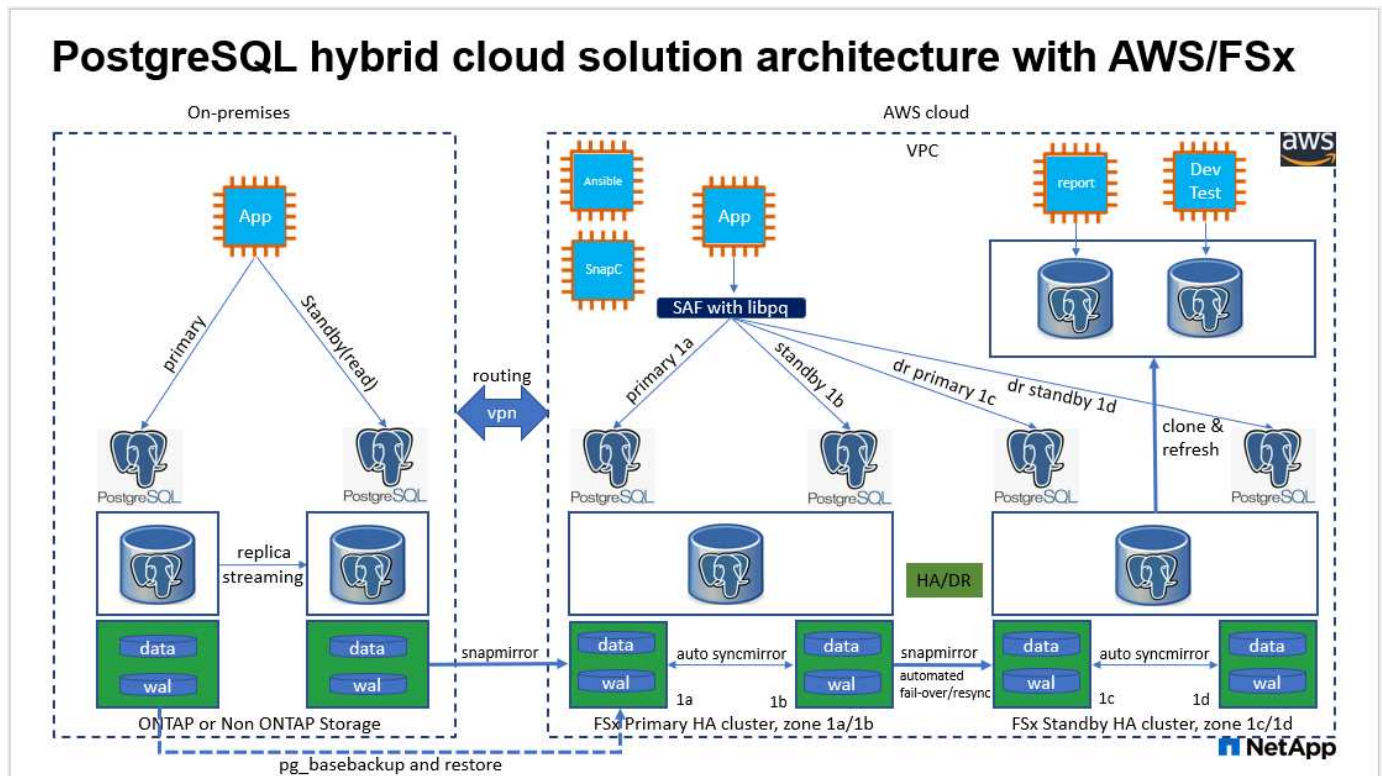 PostgreSQL hybrid cloud solution architecture with AWS/FSx
On-premises
AWS cloud
VPC
aws
App
Ansible
SnapC
App
report
Dev
Test
SAF with libpq
primary
Standby(read)
routing
vpn
primary 1a
standby 1b
dr primary 1c
dr standby 1d
clone &
refresh
PostgreSQL
PostgreSQL
PostgreSQL
PostgreSQL
PostgreSQL
PostgreSQL
replica
streaming
HA/DR
data
wal
data
wal
snapmirror
data
wal
1a
auto syncmirror
1b
data
wal
snapmirror
automated
fail-over/resync
data
wal
1c
auto syncmirror
1d
data
wal
ONTAP or Non ONTAP Storage
FSx Primary HA cluster, zone 1a/1b
FSx Standby HA cluster, zone 1c/1d
pg_basebackup and restore
NetApp